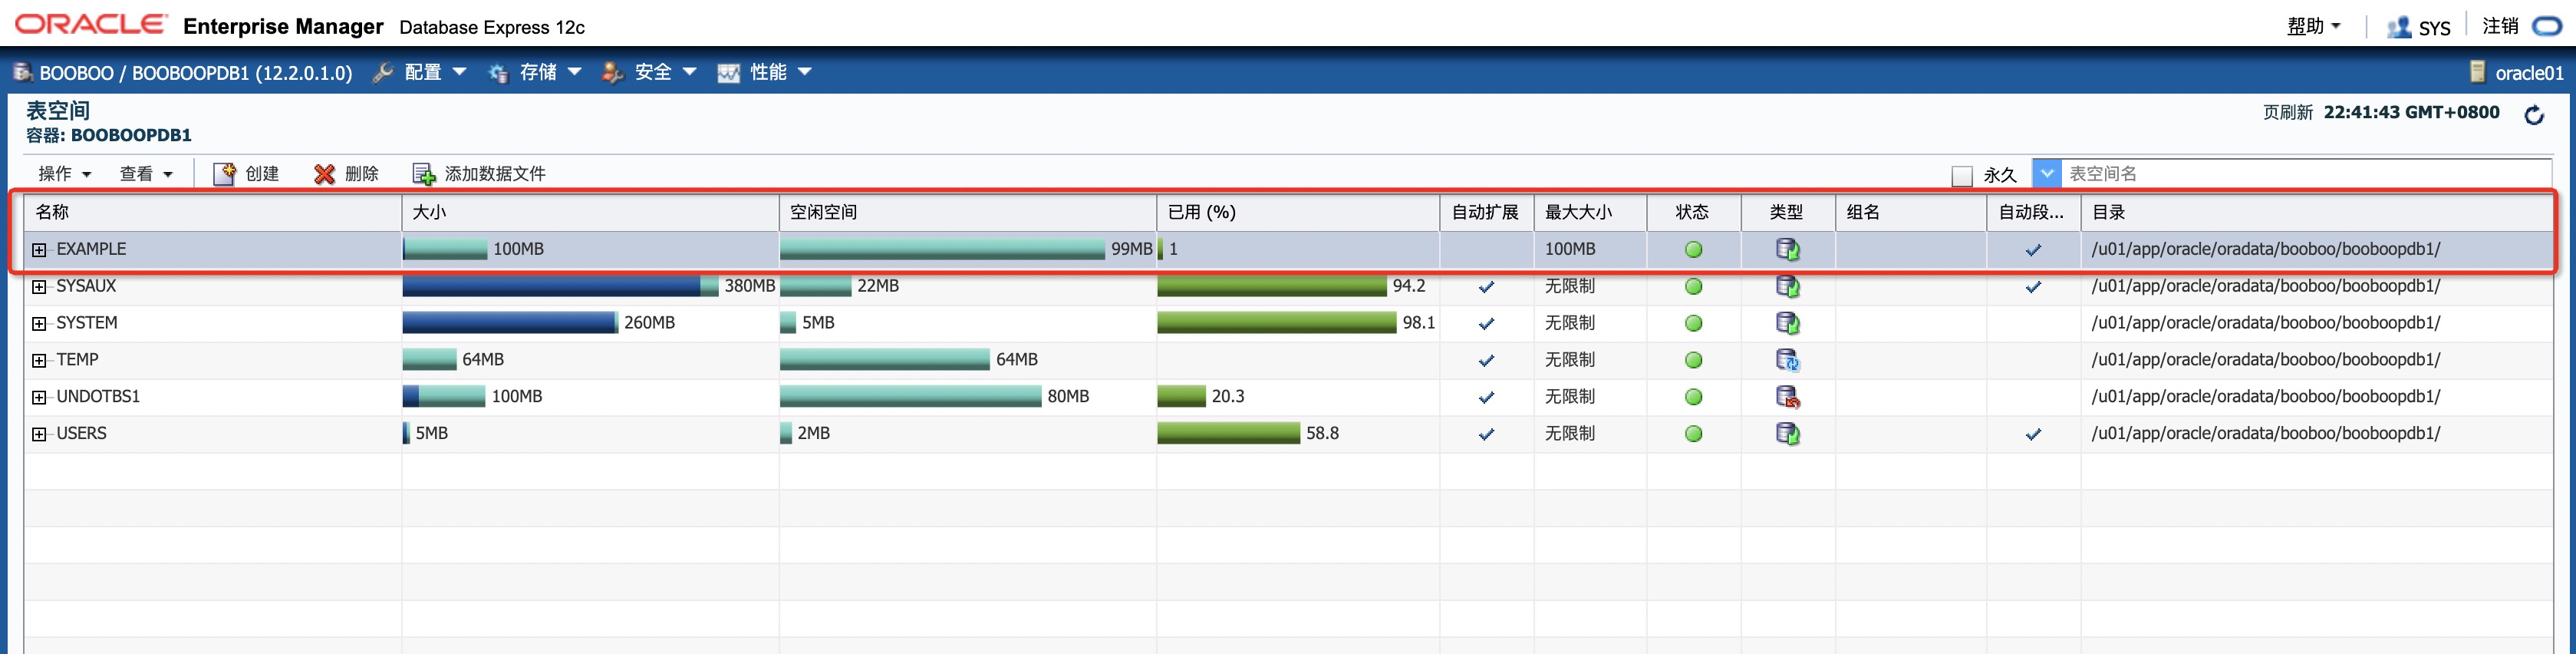 ORACLE Enterprise Manager Database Express 12c 帮助 SYS 注销
BOOBOO / BOOBOOPDB1 (12.2.0.1.0) 配置 存储 安全 性能 oracle01
表空间 页刷新 22:41:43 GMT+0800
容器: BOOBOOPDB1
操作 查看 创建 删除 添加数据文件 永久 表空间名
名称 大小 空闲空间 已用 (%) 自动扩展 最大大小 状态 类型 组名 自动段... 目录
EXAMPLE 100MB 99MB 1 100MB /u01/app/oracle/oradata/booboo/booboopdb1/
SYSAUX 380MB 22MB 94.2 无限制 /u01/app/oracle/oradata/booboo/booboopdb1/
SYSTEM 260MB 5MB 98.1 无限制 /u01/app/oracle/oradata/booboo/booboopdb1/
TEMP 64MB 64MB 无限制 /u01/app/oracle/oradata/booboo/booboopdb1/
UNDOTBS1 100MB 80MB 20.3 无限制 /u01/app/oracle/oradata/booboo/booboopdb1/
USERS 5MB 2MB 58.8 无限制 /u01/app/oracle/oradata/booboo/booboopdb1/